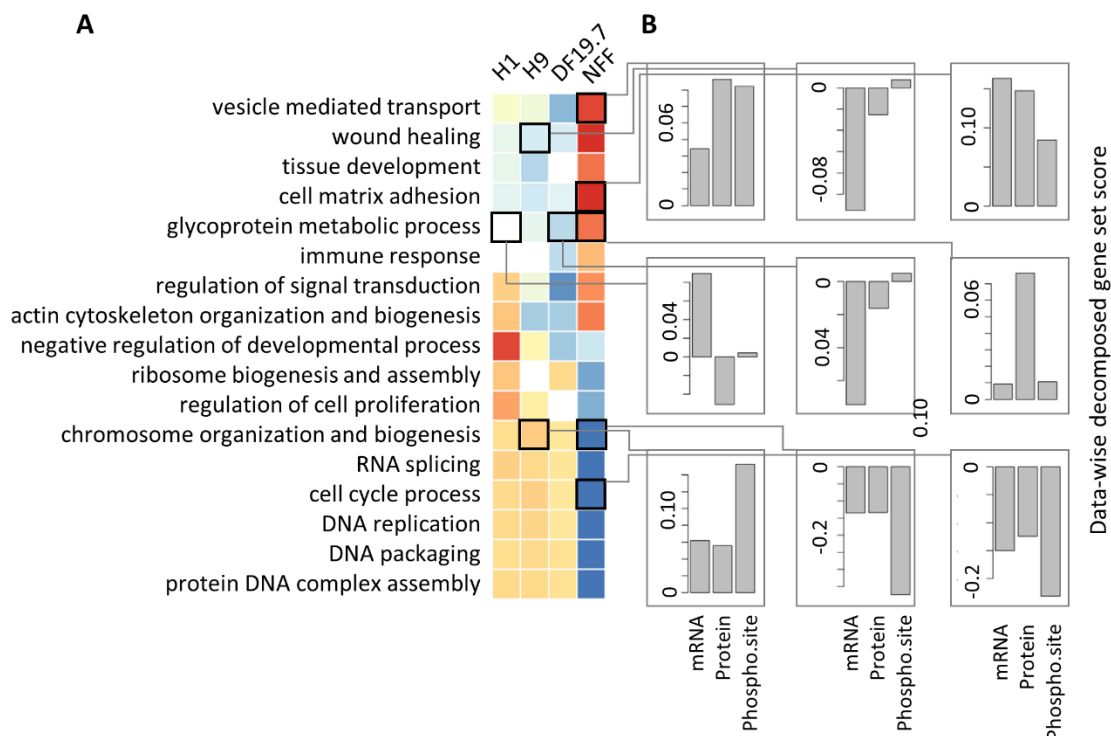 A
B
H1 H9 DF19.7 NFF
vesicle mediated transport
wound healing
tissue development
cell matrix adhesion
glycoprotein metabolic process
immune response
regulation of signal transduction
actin cytoskeleton organization and biogenesis
negative regulation of developmental process
ribosome biogenesis and assembly
regulation of cell proliferation
chromosome organization and biogenesis
RNA splicing
cell cycle process
DNA replication
DNA packaging
protein DNA complex assembly
0 0.06
-0.08 0
0 0.10
0 0.04
0.04 0
0.10
0 0.06
0 0.10
-0.2 0
-0.2 0
mRNA
Protein
Phospho.site
mRNA
Protein
Phospho.site
mRNA
Protein
Phospho.site
Data-wise decomposed gene set score